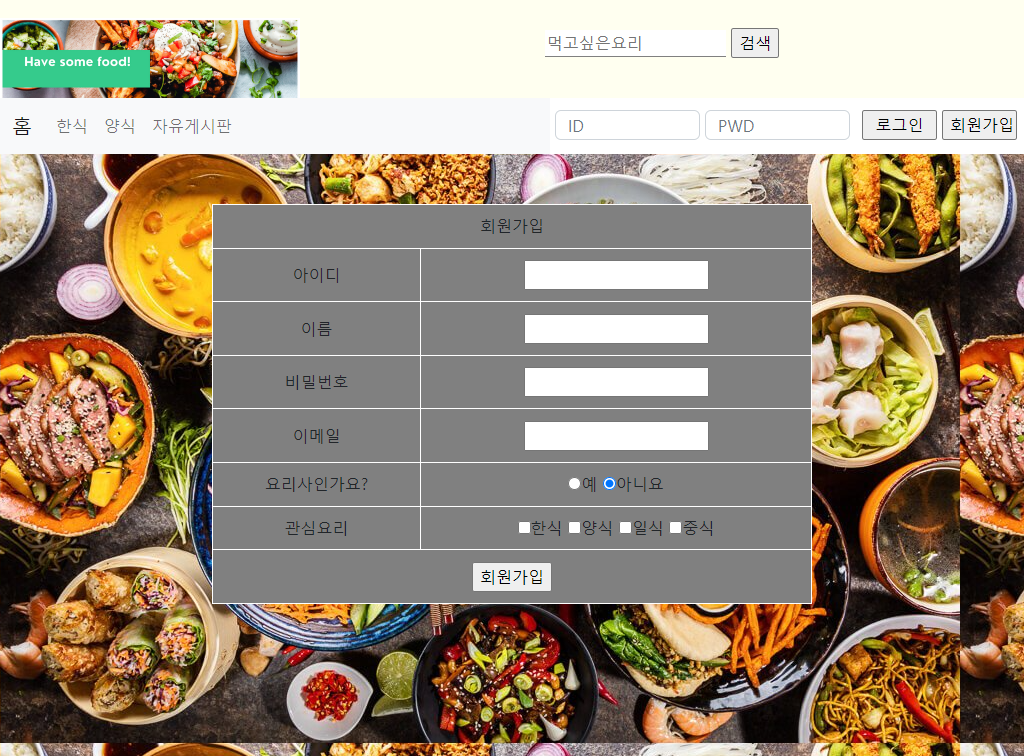 Have some food!
먹고싶은요리 검색
홈 한식 양식 자유게시판 ID PWD 로그인 회원가입
회원가입
아이디
이름
비밀번호
이메일
요리사인가요? 예 아니요
관심요리 한식 양식 일식 중식
회원가입